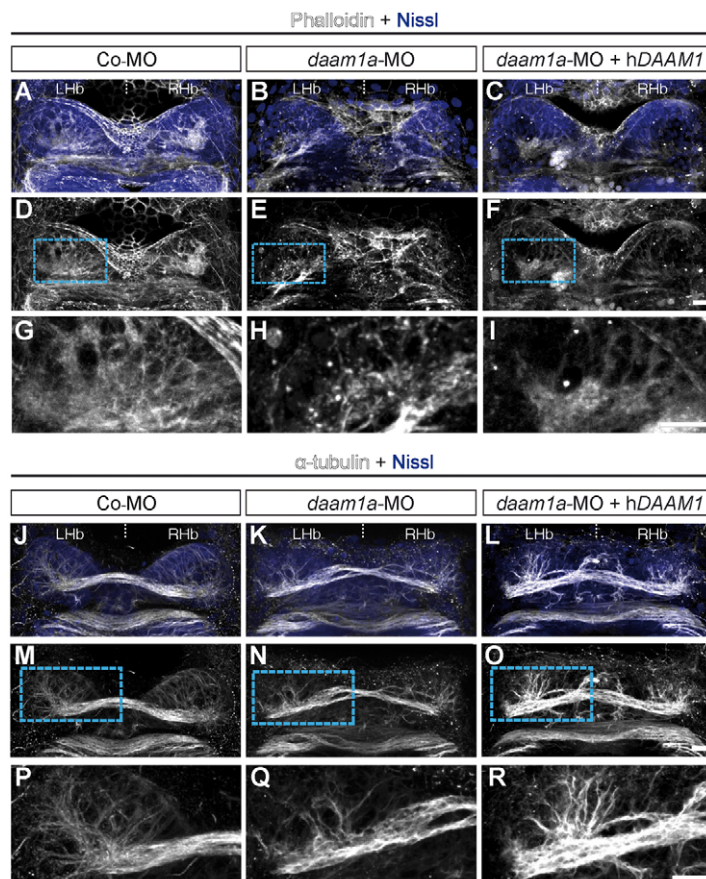 Phalloidin + Nissl
Co-MO daam1a-MO daam1a-MO + hDAAM1
A LHb RHb B LHb RHb C LHb RHb
D E F
G H I
α-tubulin + Nissl
Co-MO daam1a-MO daam1a-MO + hDAAM1
J LHb RHb K LHb RHb L LHb RHb
M N O
P Q R